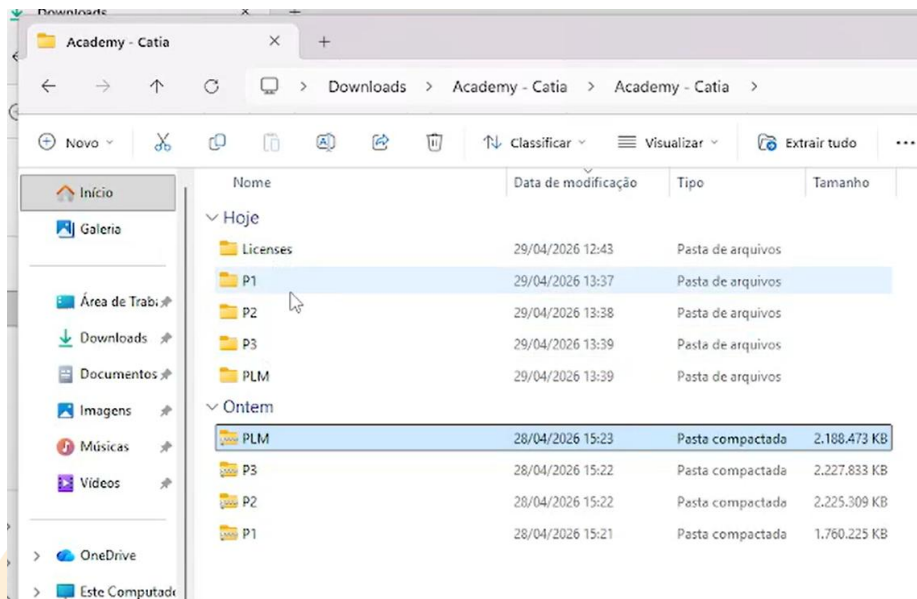 Downloads
Academy - Catia
Downloads > Academy - Catia > Academy - Catia >
Novo Classificar Visualizar Extrair tudo ...
Nome Data de modificação Tipo Tamanho
Início
Galeria
Área de Trab
Downloads
Documentos
Imagens
Músicas
Vídeos
OneDrive
Este Computad
Hoje
Licenses 29/04/2026 12:43 Pasta de arquivos
P1 29/04/2026 13:37 Pasta de arquivos
P2 29/04/2026 13:38 Pasta de arquivos
P3 29/04/2026 13:39 Pasta de arquivos
PLM 29/04/2026 13:39 Pasta de arquivos
Ontem
PLM 28/04/2026 15:23 Pasta compactada 2.188.473 KB
P3 28/04/2026 15:22 Pasta compactada 2.227.833 KB
P2 28/04/2026 15:22 Pasta compactada 2.225.309 KB
P1 28/04/2026 15:21 Pasta compactada 1.760.225 KB